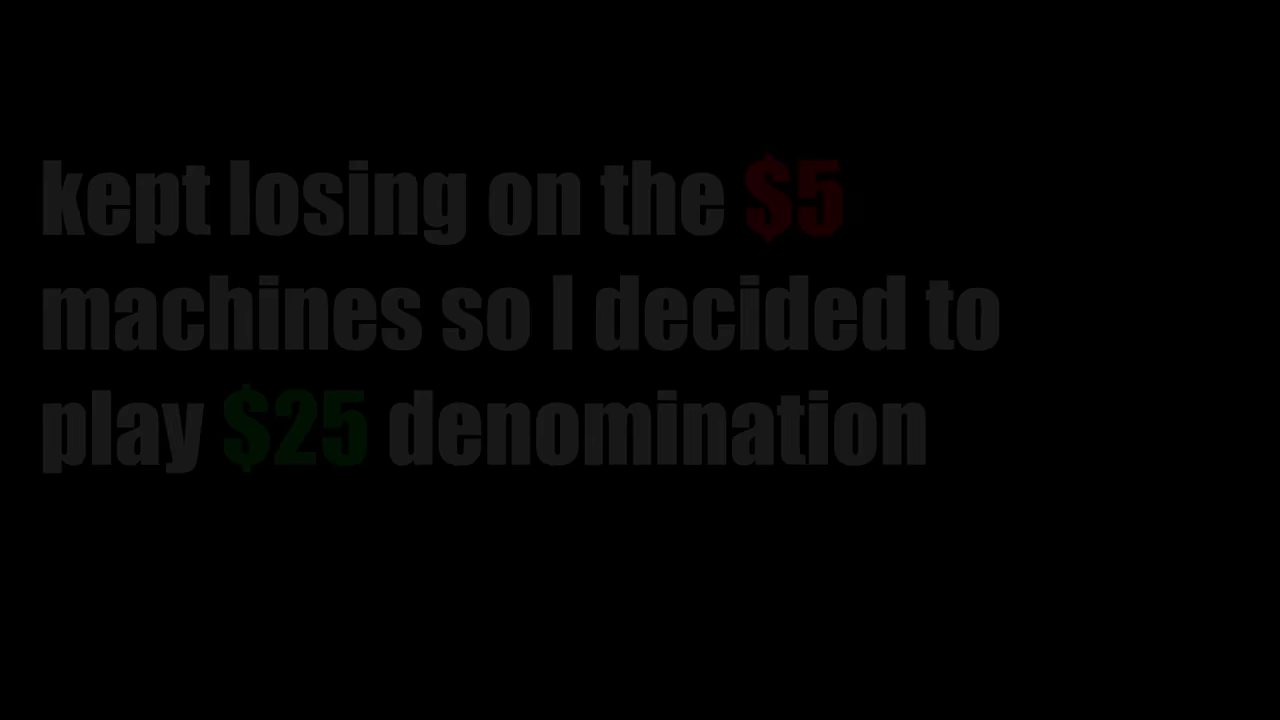 kept losing on the $5
machines so I decided to
play $25 denomination